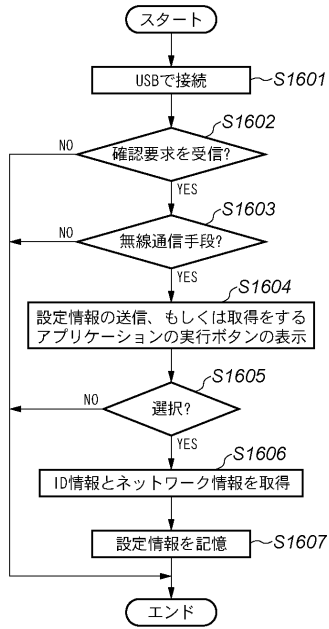 スタート
USBで接続
S1601
S1602
確認要求を受信?
NO
YES
S1603
無線通信手段?
NO
YES
S1604
設定情報の送信、もしくは取得をする
アプリケーションの実行ボタンの表示
S1605
選択?
NO
YES
S1606
ID情報とネットワーク情報を取得
設定情報を記憶
S1607
エンド